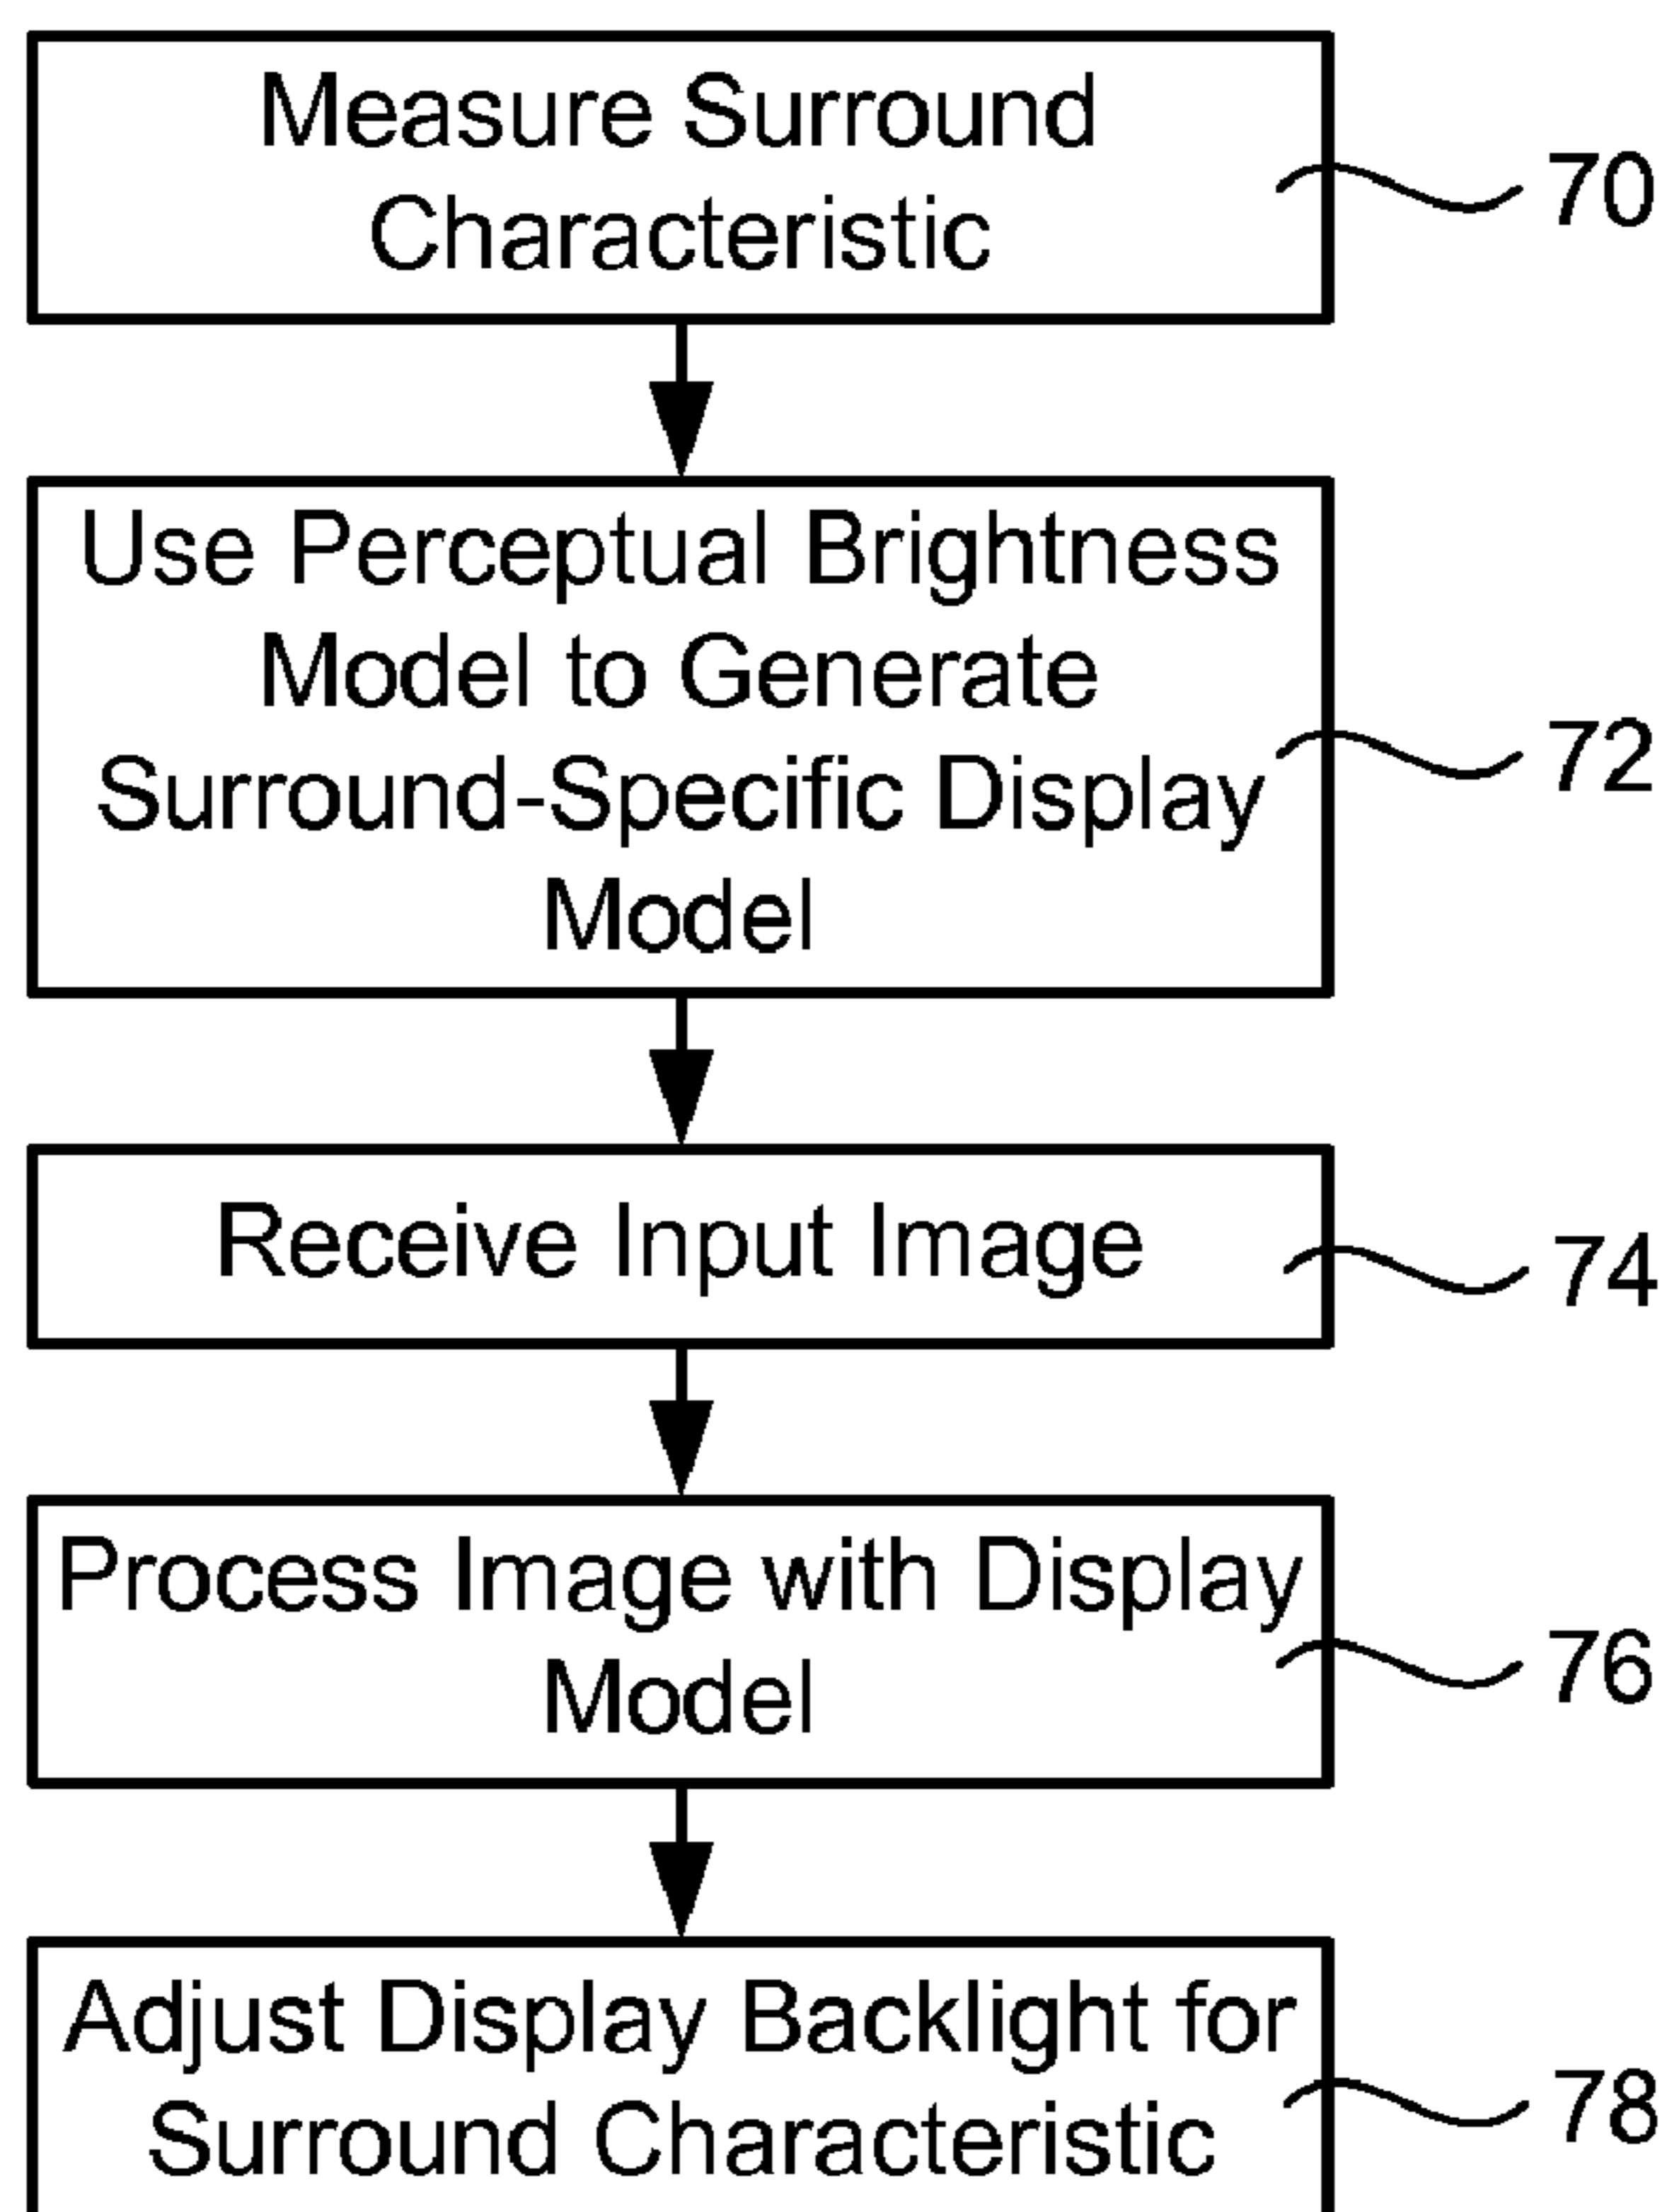 Measure Surround
Characteristic
70
Use Perceptual Brightness
Model to Generate
Surround-Specific Display
Model
72
Receive Input Image
74
Process Image with Display
Model
76
Adjust Display Backlight for
Surround Characteristic
78